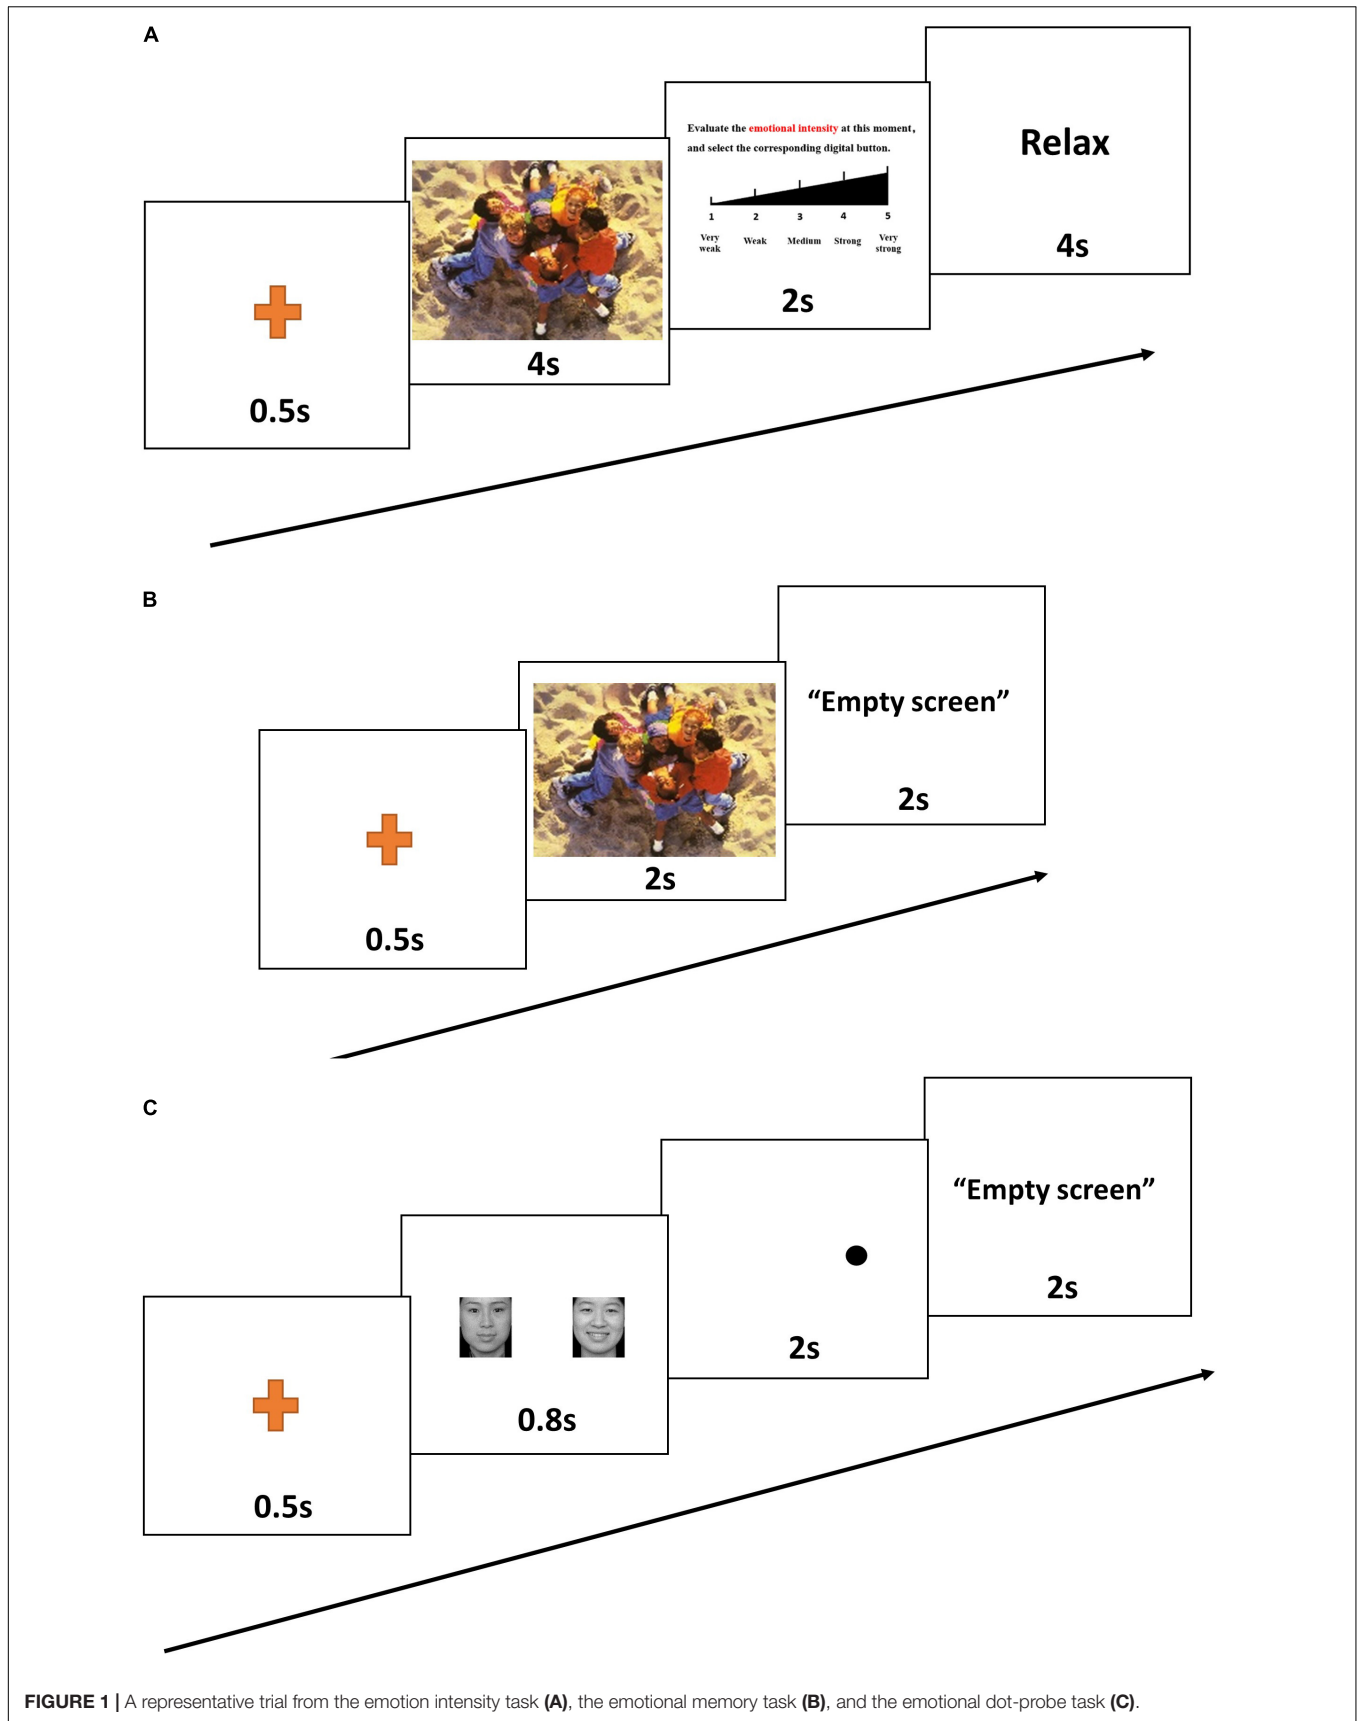 A
Relax
4s
Evaluate the emotional intensity at this moment,
and select the corresponding digital button.
1 2 3 4 5
Very weak Weak Medium Strong Very strong
2s
4s
0.5s
B
“Empty screen”
2s
2s
0.5s
C
“Empty screen”
2s
2s
0.8s
0.5s
FIGURE 1 | A representative trial from the emotion intensity task (A), the emotional memory task (B), and the emotional dot-probe task (C).